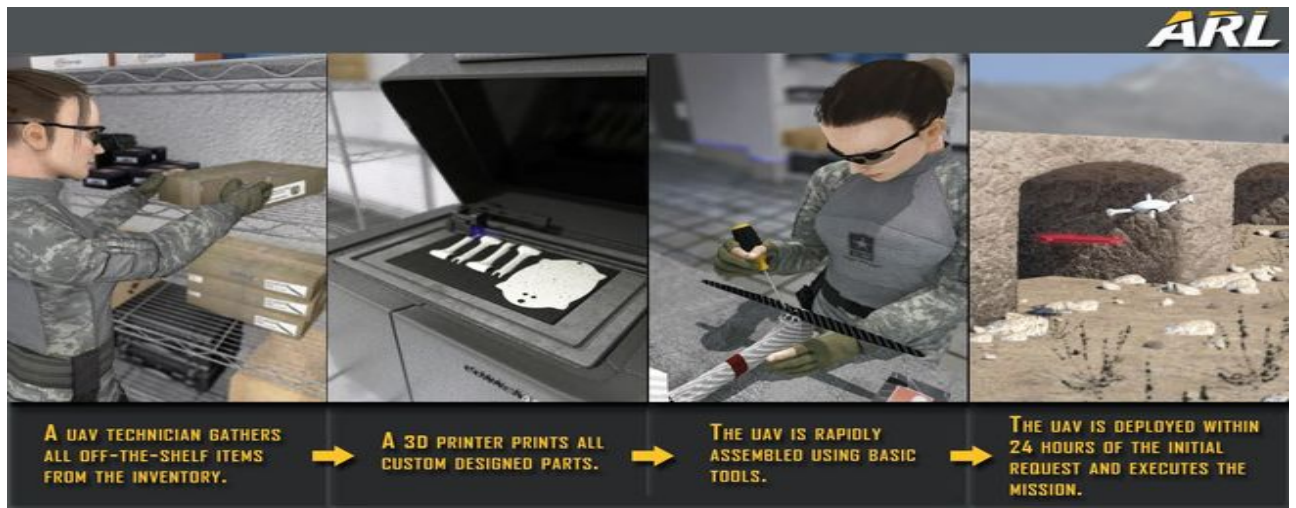 ARL
A UAV TECHNICIAN GATHERS
ALL OFF-THE-SHELF ITEMS
FROM THE INVENTORY.
A 3D PRINTER PRINTS ALL
CUSTOM DESIGNED PARTS.
THE UAV IS RAPIDLY
ASSEMBLED USING BASIC
TOOLS.
THE UAV IS DEPLOYED WITHIN
24 HOURS OF THE INITIAL
REQUEST AND EXECUTES THE
MISSION.